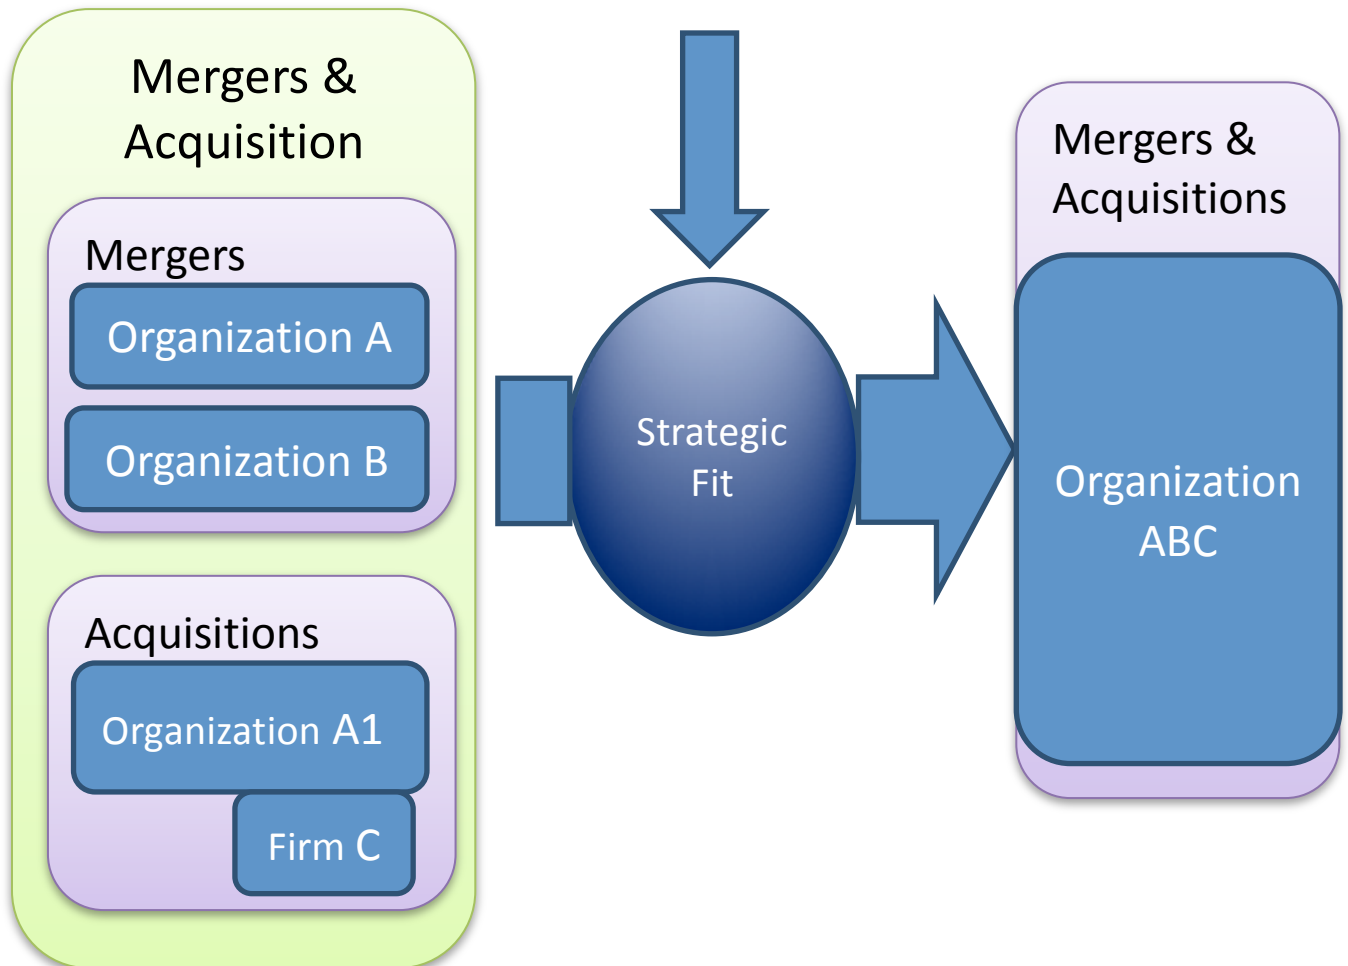 Mergers &
Acquisition
Mergers
Organization A
Organization B
Acquisitions
Organization A1
Firm C
Strategic
Fit
Mergers &
Acquisitions
Organization
ABC